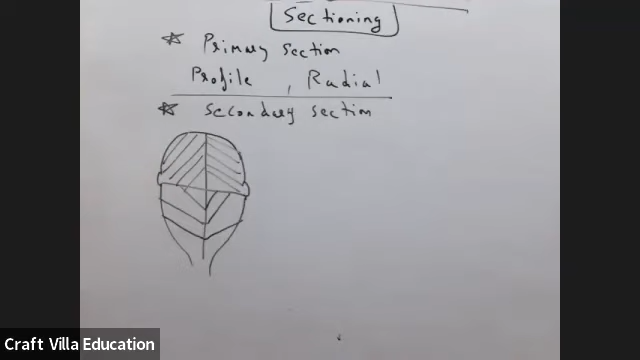 Sectioning
☆ Primary section
Profile , Radial
☆ Secondary section
Craft Villa Education